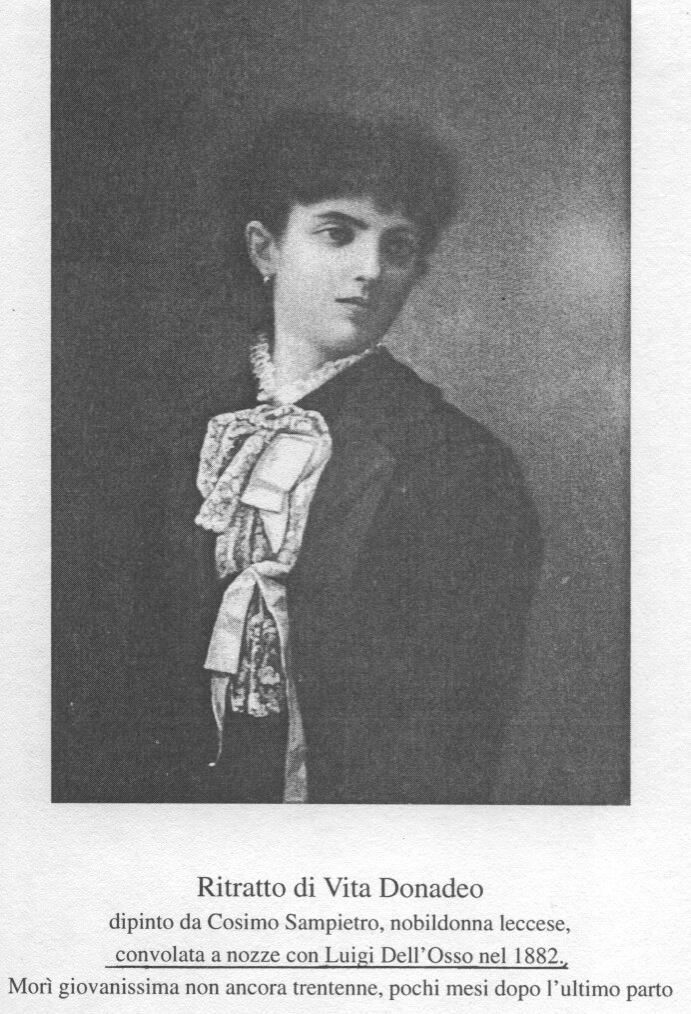 Ritratto di Vita Donadeo
dipinto da Cosimo Sampietro, nobildonna leccese,
convolata a nozze con Luigi Dell'Osso nel 1882.,
Morì giovanissima non ancora trentenne, pochi mesi dopo l'ultimo parto